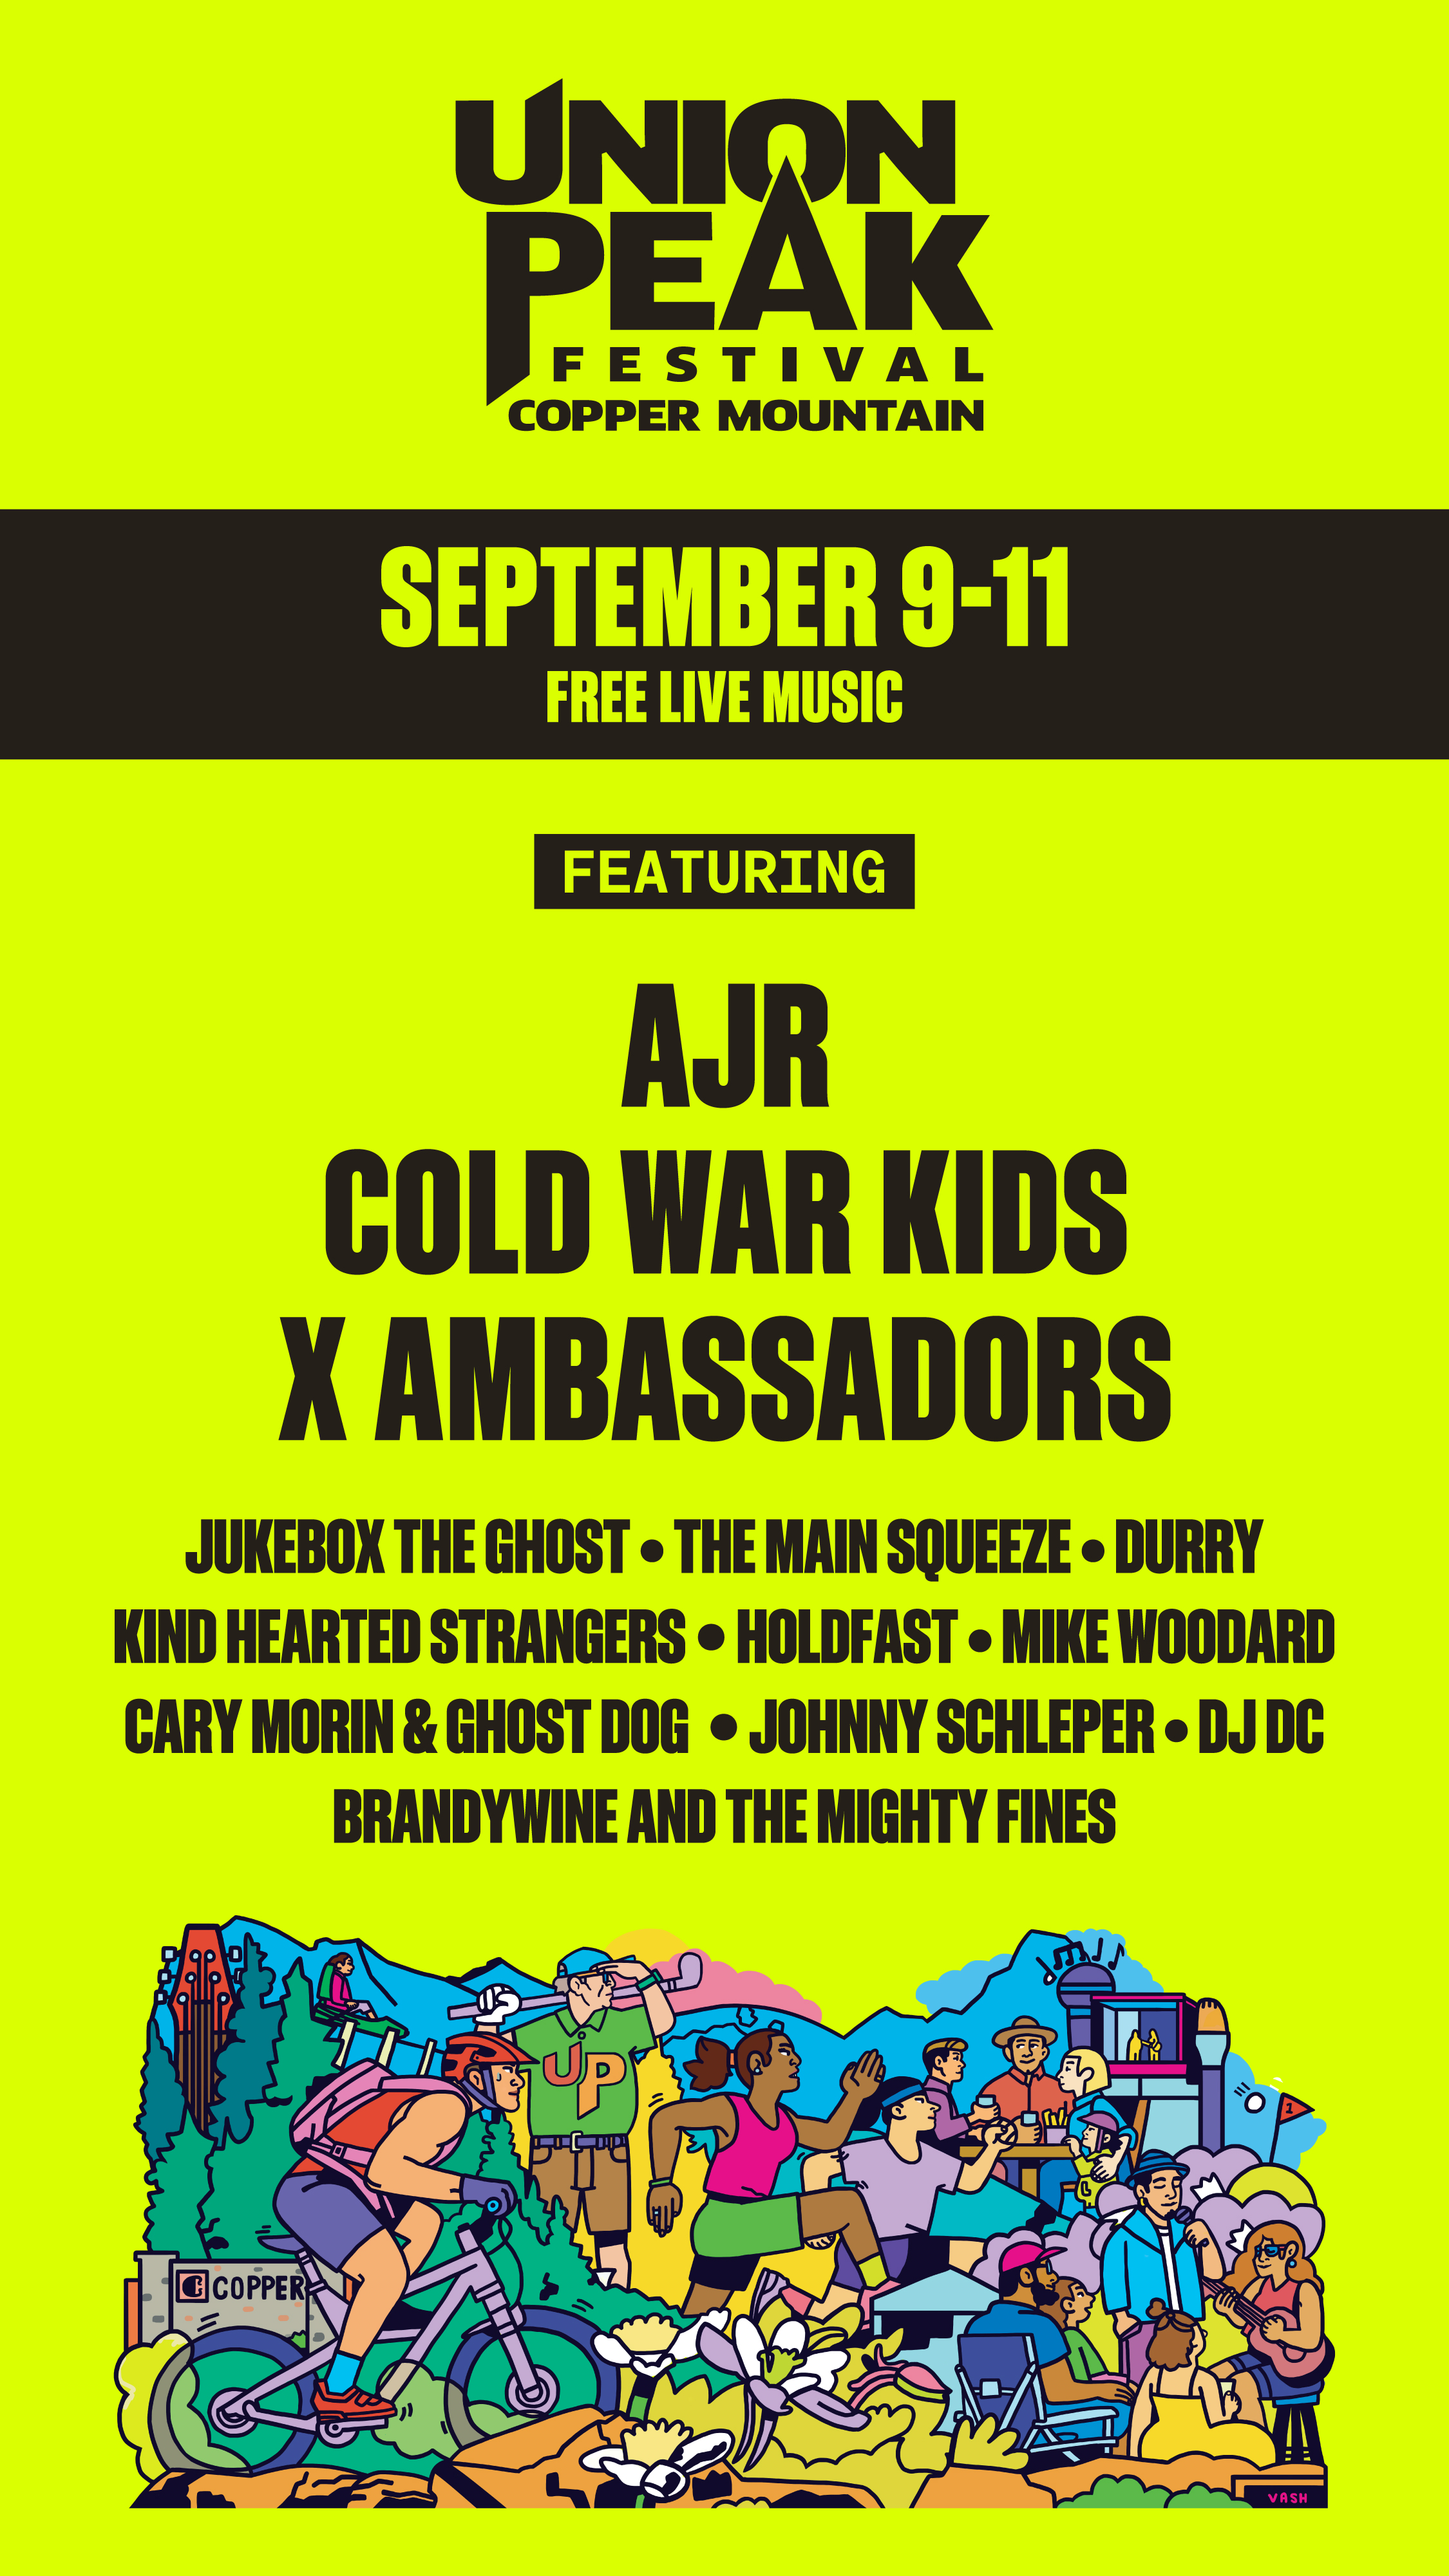 UNION
PEAK
FESTIVAL
COPPER MOUNTAIN
SEPTEMBER 9-11
FREE LIVE MUSIC
FEATURING
AJR
COLD WAR KIDS
X AMBASSADORS
JUKEBOX THE GHOST • THE MAIN SQUEEZE • DURRY
KIND HEARTED STRANGERS • HOLDFAST • MIKE WOODARD
CARY MORIN & GHOST DOG • JOHNNY SCHLEPER • DJ DC
BRANDYWINE AND THE MIGHTY FINES
UP
1
COPPER
VASH